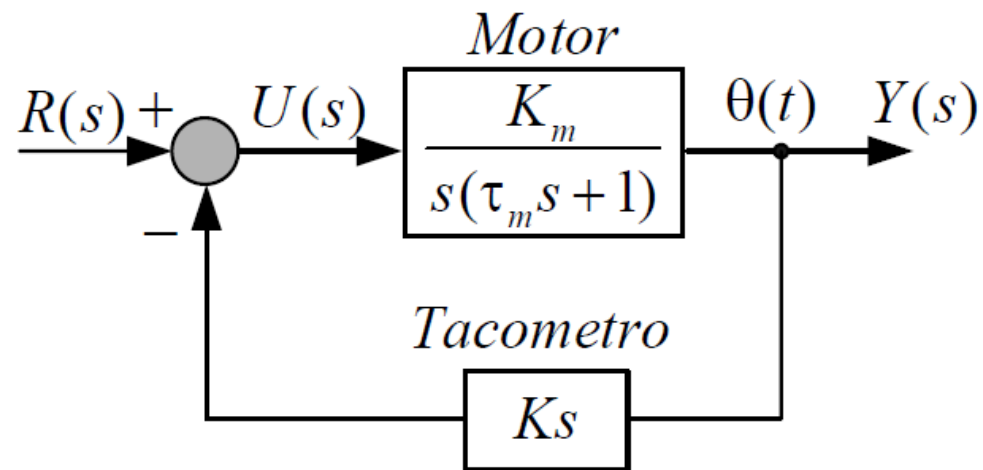 Motor
R(s) + U(s) K_m / s(τ_m s + 1) θ(t) Y(s)
−
Tacometro
Ks